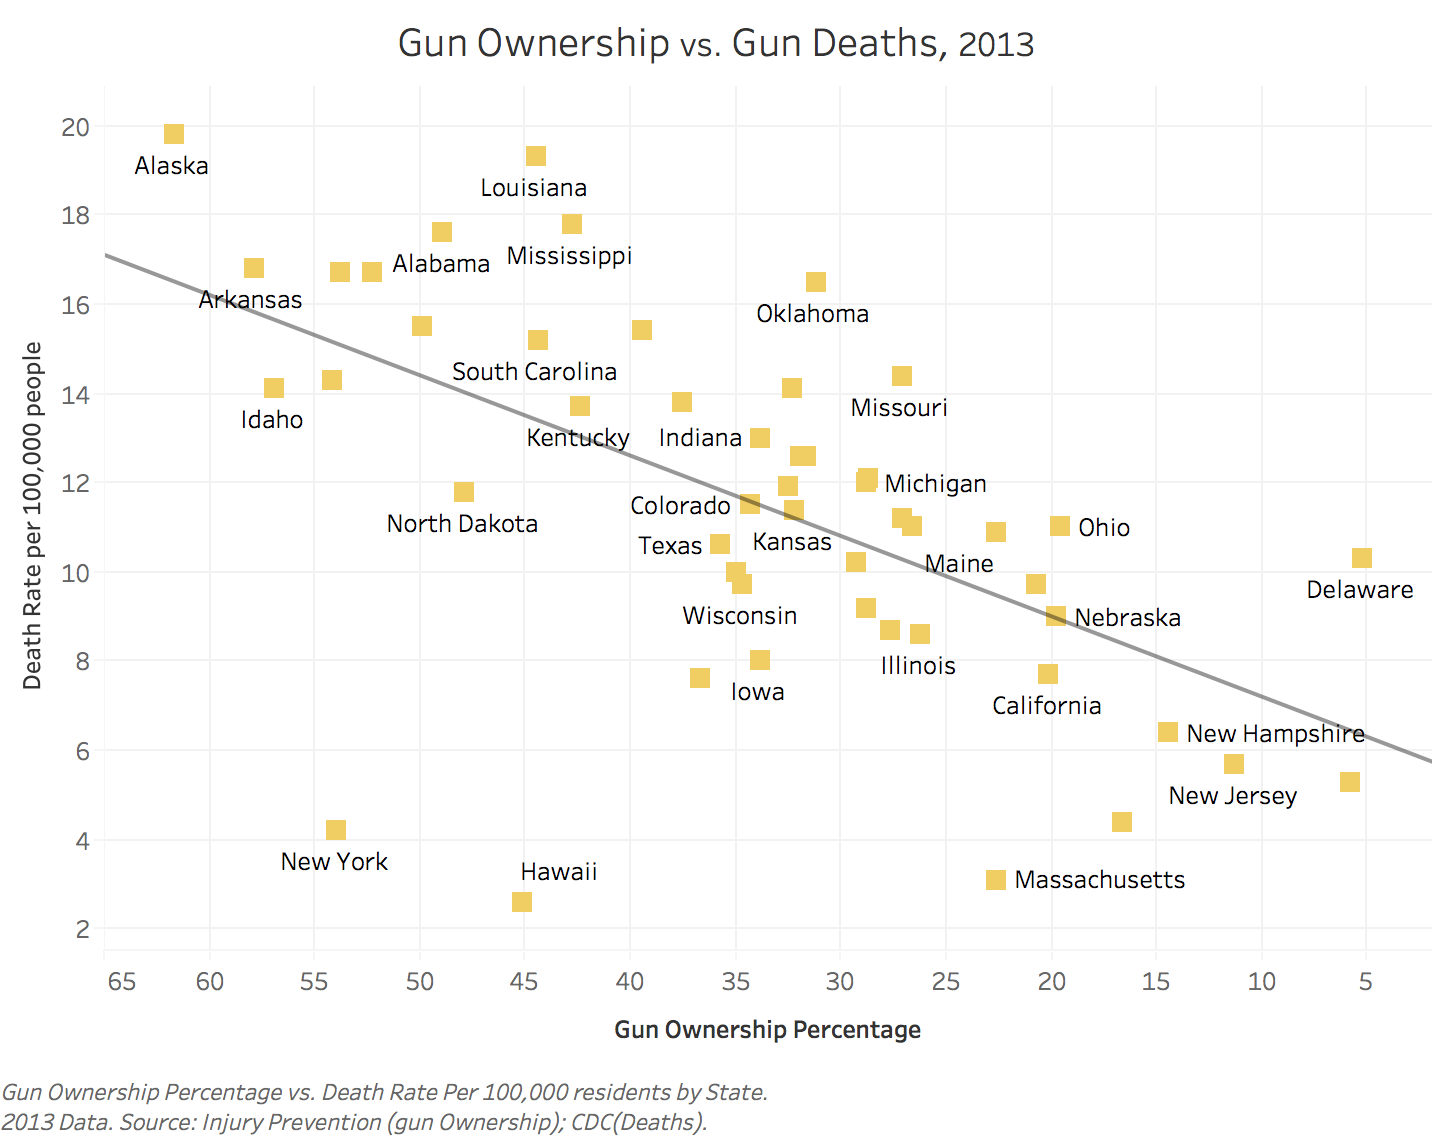 Gun Ownership vs. Gun Deaths, 2013
Death Rate per 100,000 people
20
18
16
14
12
10
8
6
4
2
Alaska
Louisiana
Mississippi
Alabama
Arkansas
Oklahoma
South Carolina
Missouri
Idaho
Kentucky
Indiana
Michigan
Colorado
North Dakota
Ohio
Texas
Kansas
Maine
Delaware
Wisconsin
Nebraska
Illinois
Iowa
California
New Hampshire
New Jersey
New York
Hawaii
Massachusetts
65 60 55 50 45 40 35 30 25 20 15 10 5
Gun Ownership Percentage
Gun Ownership Percentage vs. Death Rate Per 100,000 residents by State.
2013 Data. Source: Injury Prevention (gun Ownership); CDC(Deaths).